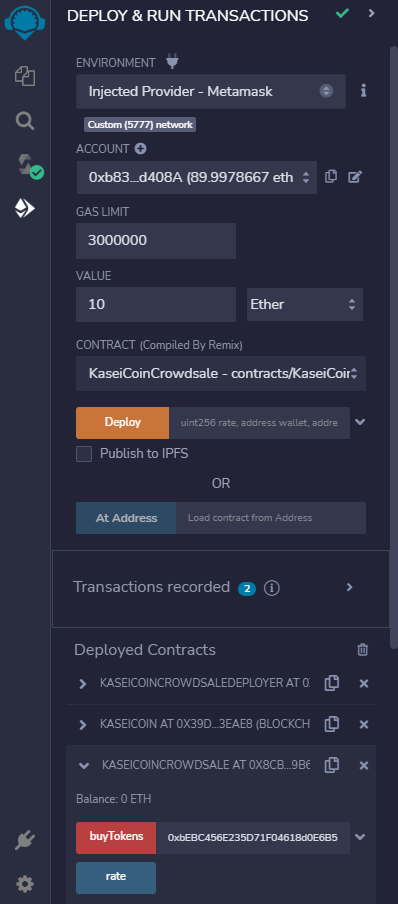 DEPLOY & RUN TRANSACTIONS
ENVIRONMENT
Injected Provider - Metamask
Custom (5777) network
ACCOUNT
0xb83...d408A (89.9978667 eth
GAS LIMIT
3000000
VALUE
10 Ether
CONTRACT (Compiled By Remix)
KaseiCoinCrowdsale - contracts/KaseiCoin
Deploy uint256 rate, address wallet, addre
Publish to IPFS
OR
At Address Load contract from Address
Transactions recorded 2
Deployed Contracts
KASEICOINCROWDSALEDEPLOYER AT 0X
KASEICOIN AT 0X39D...3EAE8 (BLOCKCH
KASEICOINCROWDSALE AT 0X8CB...9B6
Balance: 0 ETH
buyTokens 0xbEBC456E235D71F04618d0E6B5
rate